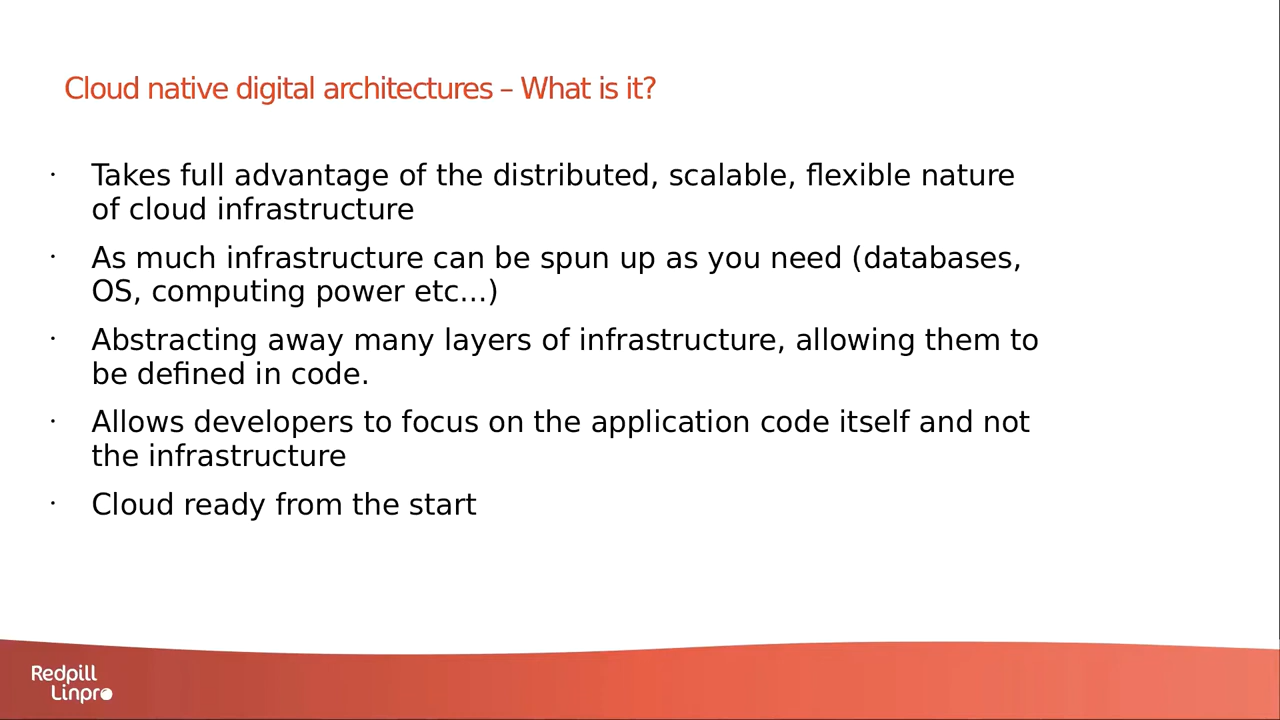 Cloud native digital architectures – What is it?
· Takes full advantage of the distributed, scalable, flexible nature
of cloud infrastructure
· As much infrastructure can be spun up as you need (databases,
OS, computing power etc...)
· Abstracting away many layers of infrastructure, allowing them to
be defined in code.
· Allows developers to focus on the application code itself and not
the infrastructure
· Cloud ready from the start
Redpill
Linpro